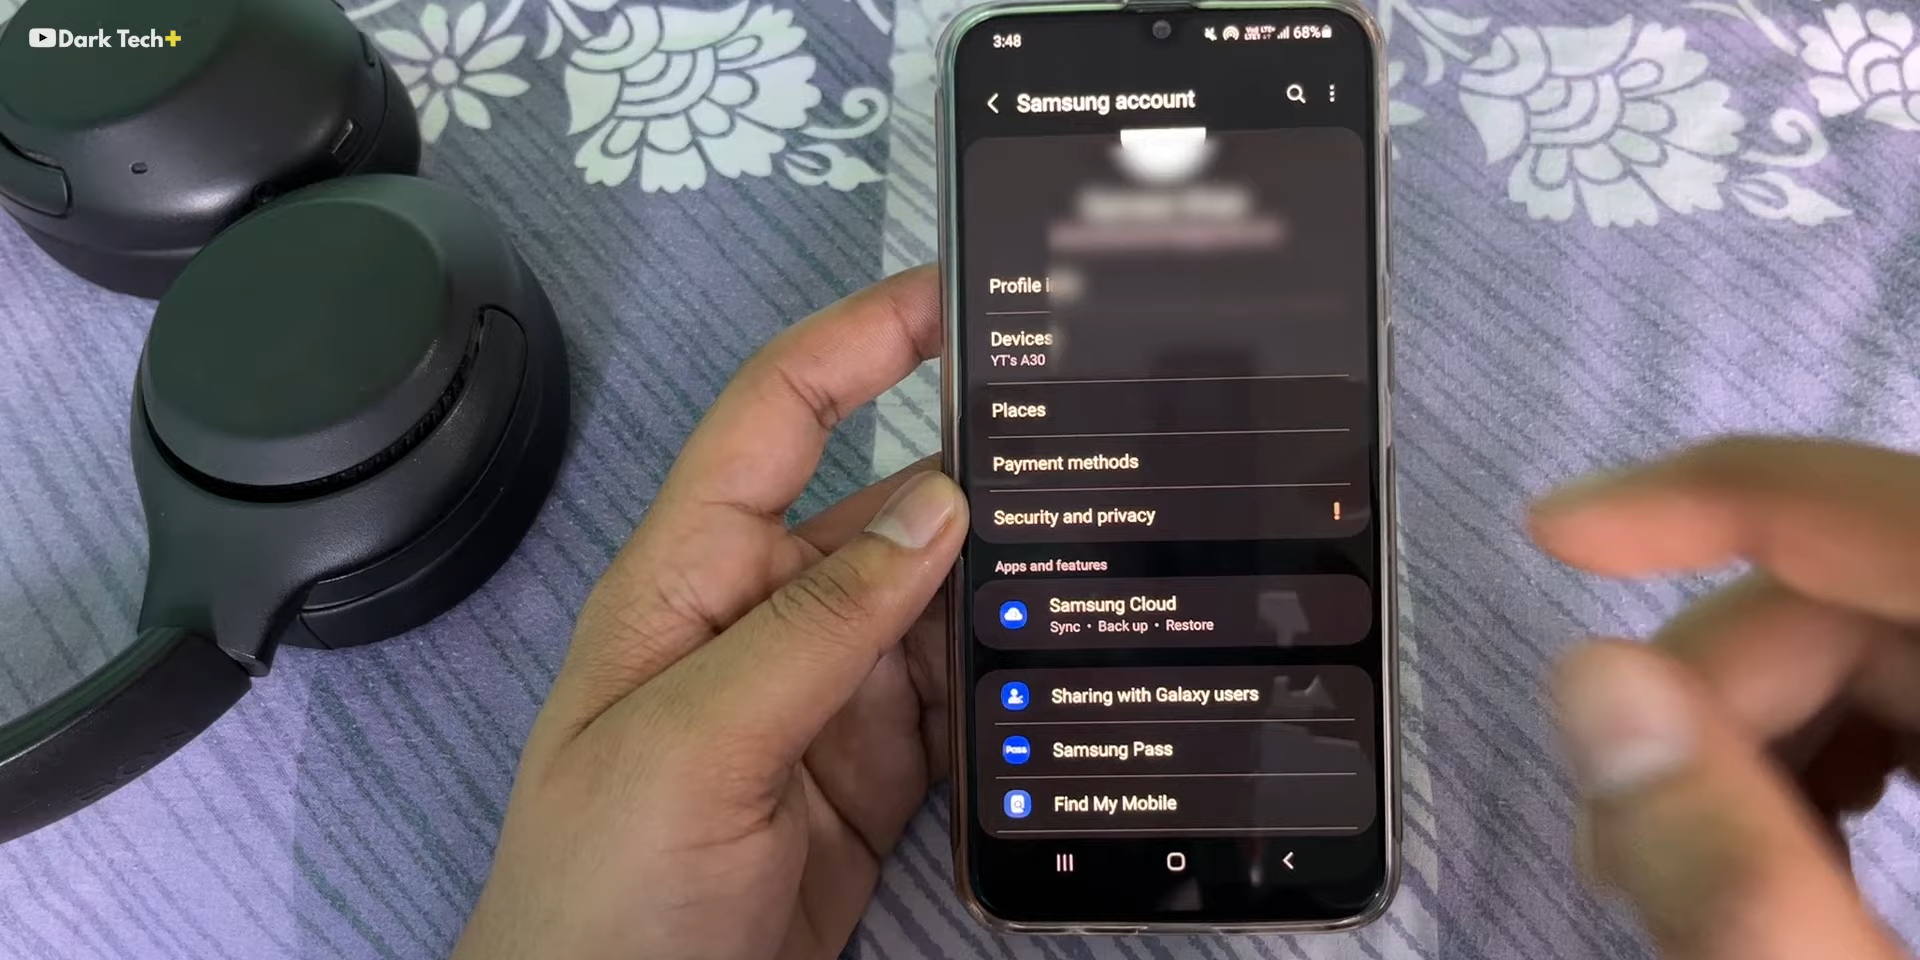 Dark Tech+
3:48
68%
Samsung account
Profile
Devices
YT's A30
Places
Payment methods
Security and privacy !
Apps and features
Samsung Cloud
Sync • Back up • Restore
Sharing with Galaxy users
Pass Samsung Pass
Find My Mobile